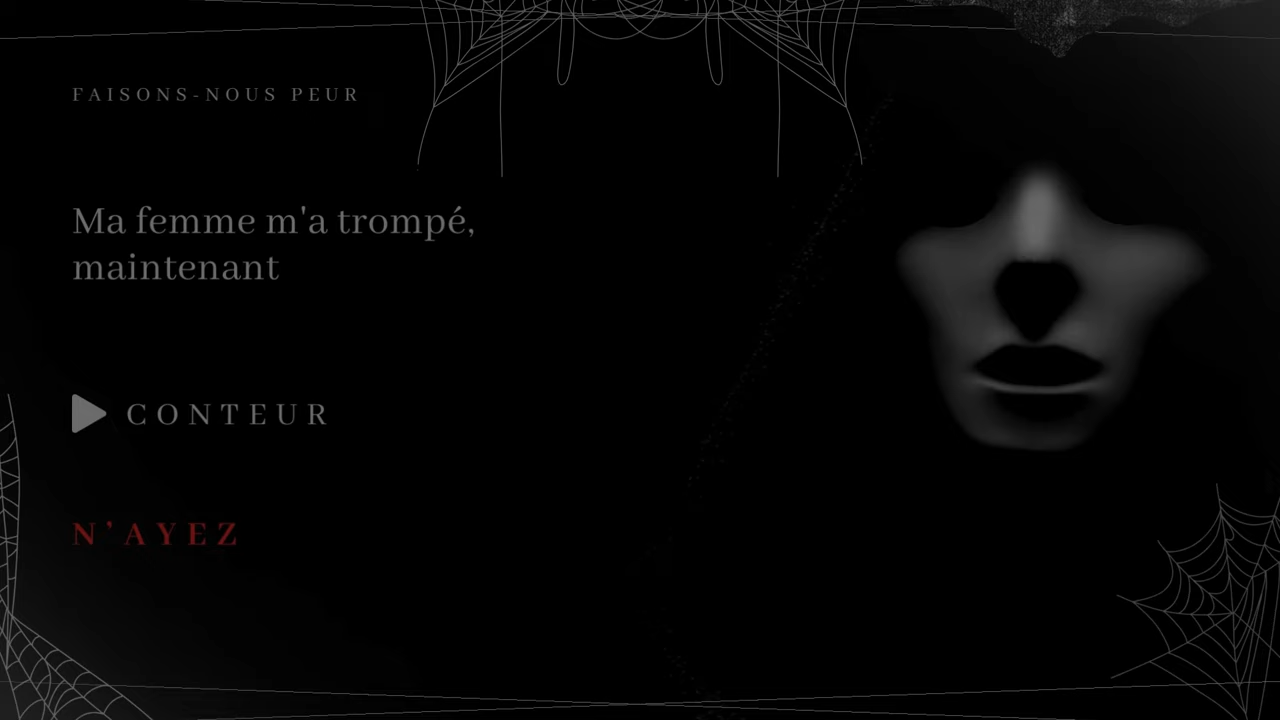 FAISONS-NOUS PEUR
Ma femme m'a trompé,
maintenant
CONTEUR
N'AYEZ